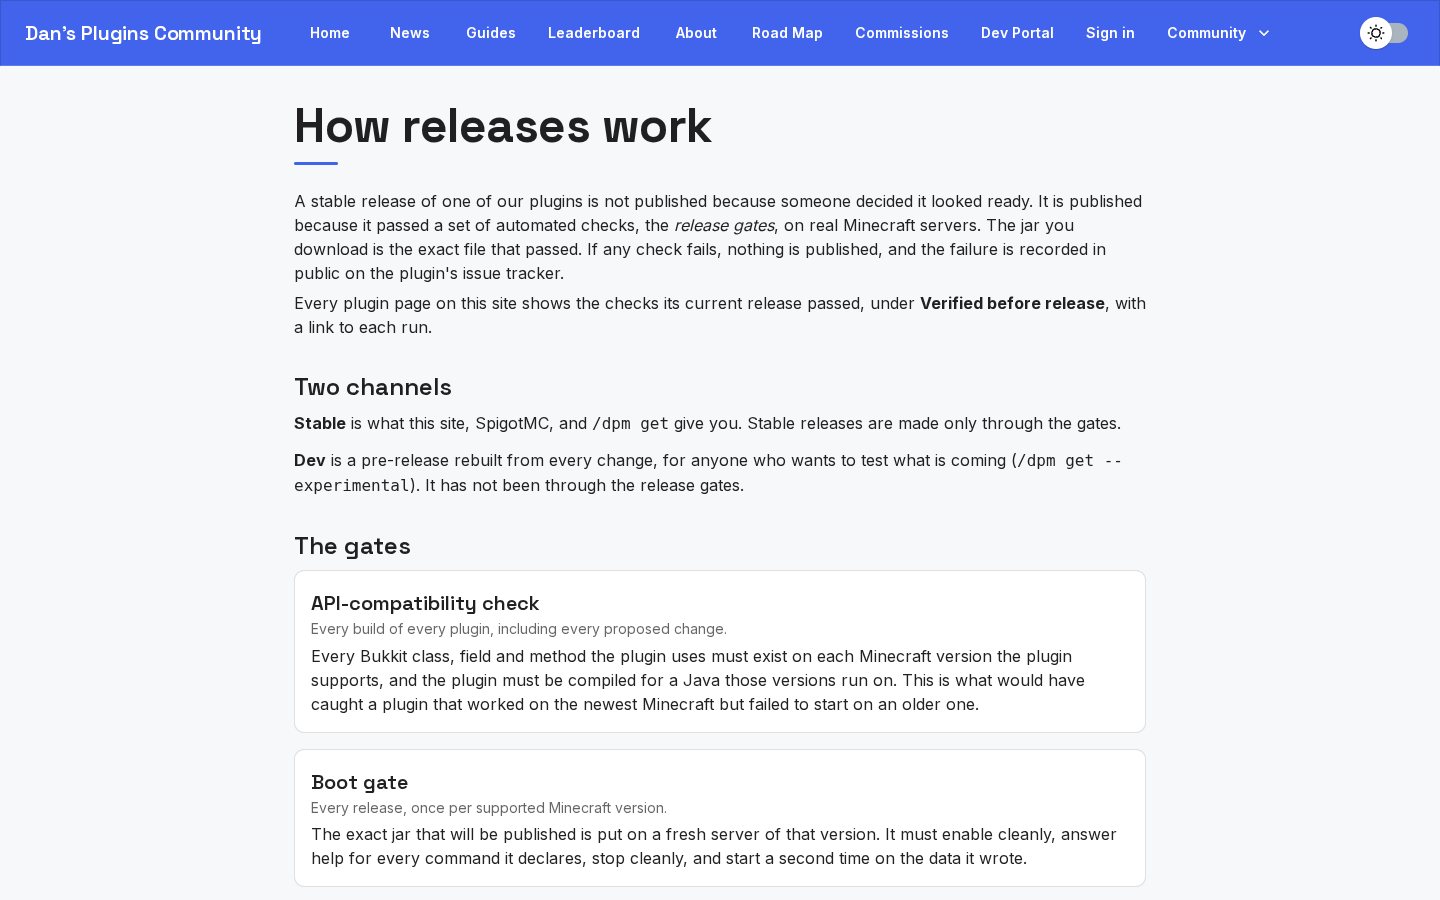 Dan's Plugins Community Home News Guides Leaderboard About Road Map Commissions Dev Portal Sign in Community
How releases work
A stable release of one of our plugins is not published because someone decided it looked ready. It is published
because it passed a set of automated checks, the release gates, on real Minecraft servers. The jar you
download is the exact file that passed. If any check fails, nothing is published, and the failure is recorded in
public on the plugin's issue tracker.
Every plugin page on this site shows the checks its current release passed, under Verified before release, with
a link to each run.
Two channels
Stable is what this site, SpigotMC, and /dpm get give you. Stable releases are made only through the gates.
Dev is a pre-release rebuilt from every change, for anyone who wants to test what is coming (/dpm get --
experimental). It has not been through the release gates.
The gates
API-compatibility check
Every build of every plugin, including every proposed change.
Every Bukkit class, field and method the plugin uses must exist on each Minecraft version the plugin
supports, and the plugin must be compiled for a Java those versions run on. This is what would have
caught a plugin that worked on the newest Minecraft but failed to start on an older one.
Boot gate
Every release, once per supported Minecraft version.
The exact jar that will be published is put on a fresh server of that version. It must enable cleanly, answer
help for every command it declares, stop cleanly, and start a second time on the data it wrote.